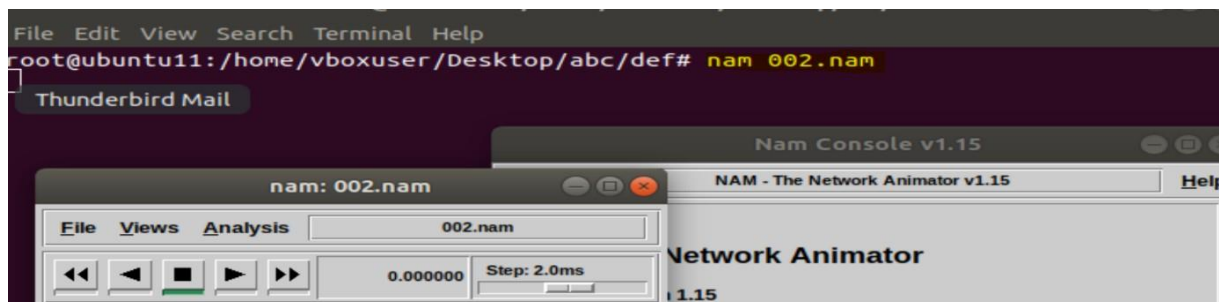 File Edit View Search Terminal Help
root@ubuntu11:/home/vboxuser/Desktop/abc/def# nam 002.nam
Thunderbird Mail
Nam Console v1.15
NAM - The Network Animator v1.15
Help
nam: 002.nam
File Views Analysis 002.nam
Network Animator
0.000000 Step: 2.0ms
1.15